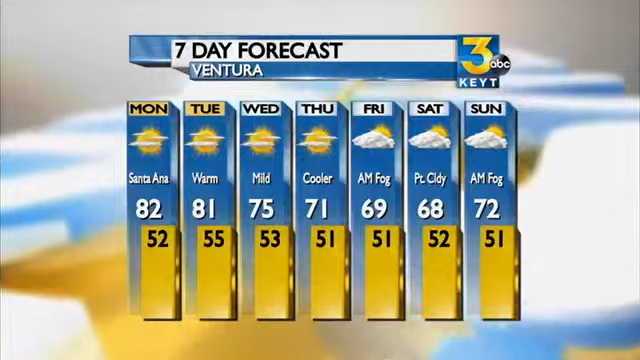 7 DAY FORECAST
VENTURA
3 abc
KEYT
MON TUE WED THU FRI SAT SUN
Santa Ana Warm Mild Cooler AM Fog Pt. Cldy AM Fog
82 81 75 71 69 68 72
52 55 53 51 51 52 51